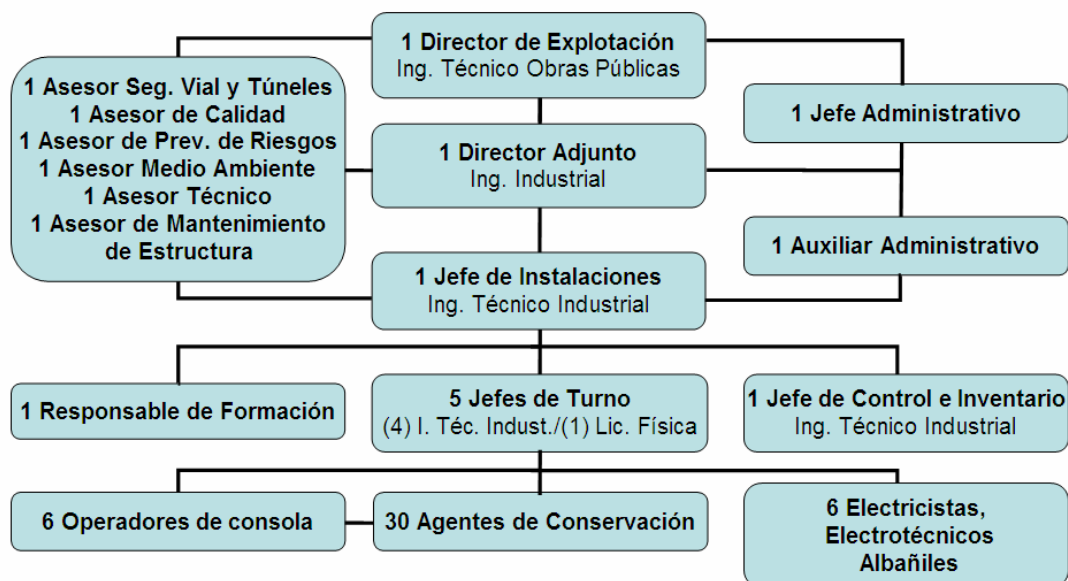 1 Director de Explotación
Ing. Técnico Obras Públicas
1 Asesor Seg. Vial y Túneles
1 Asesor de Calidad
1 Asesor de Prev. de Riesgos
1 Asesor Medio Ambiente
1 Asesor Técnico
1 Asesor de Mantenimiento
de Estructura
1 Jefe Administrativo
1 Director Adjunto
Ing. Industrial
1 Auxiliar Administrativo
1 Jefe de Instalaciones
Ing. Técnico Industrial
1 Responsable de Formación
5 Jefes de Turno
(4) I. Téc. Indust./(1) Lic. Física
1 Jefe de Control e Inventario
Ing. Técnico Industrial
6 Operadores de consola
30 Agentes de Conservación
6 Electricistas,
Electrotécnicos
Albañiles